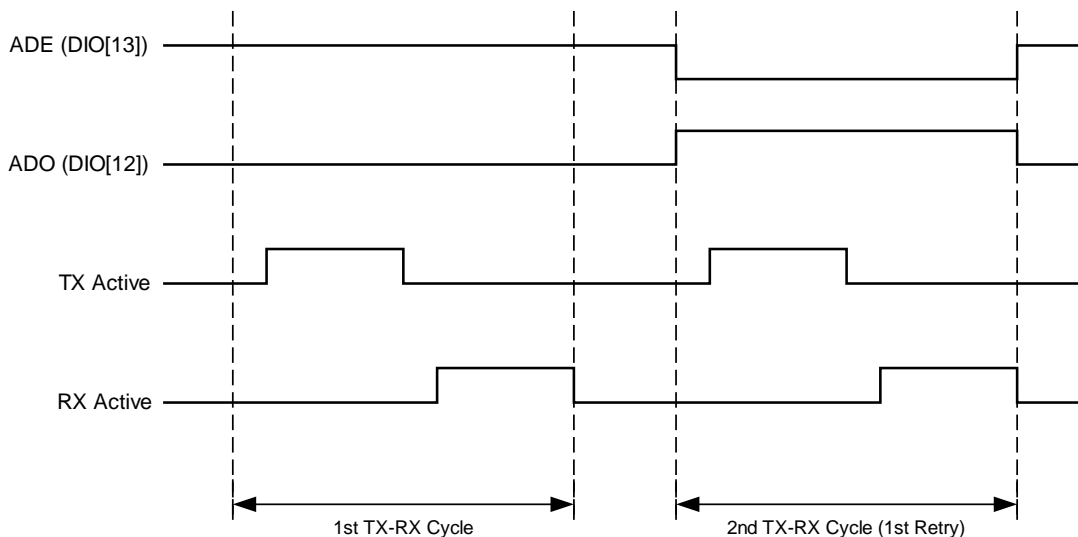 ADE (DIO[13])
ADO (DIO[12])
TX Active
RX Active
1st TX-RX Cycle
2nd TX-RX Cycle (1st Retry)